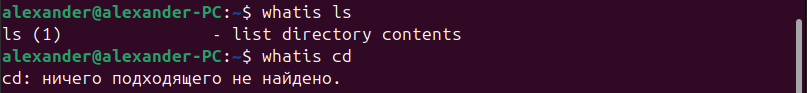 alexander@alexander-PC:~$ whatis ls
ls (1)               - list directory contents
alexander@alexander-PC:~$ whatis cd
cd: ничего подходящего не найдено.